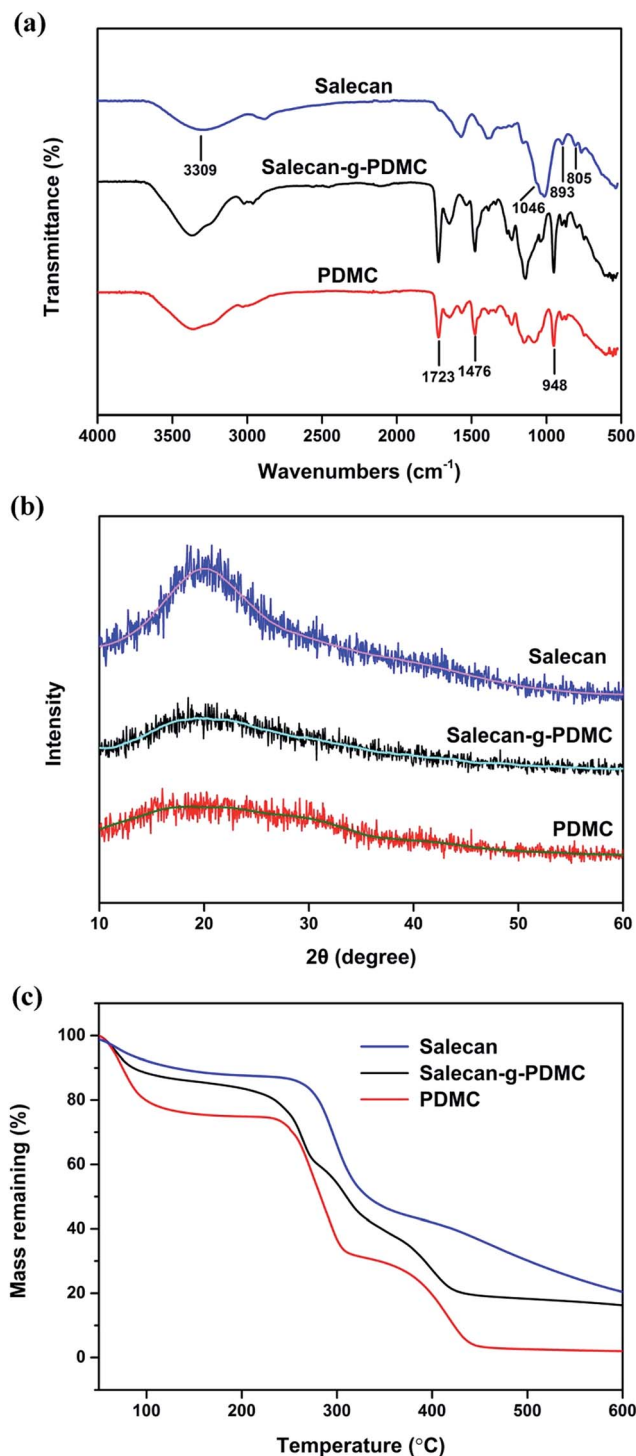 (a)
Salecan
3309
1046
893
805
Salecan-g-PDMC
PDMC
1723
1476
948
Transmittance (%)
4000 3500 3000 2500 2000 1500 1000 500
Wavenumbers (cm⁻¹)
(b)
Salecan
Salecan-g-PDMC
PDMC
Intensity
10 20 30 40 50 60
2θ (degree)
(c)
100
80
60
40
20
0
Salecan
Salecan-g-PDMC
PDMC
Mass remaining (%)
100 200 300 400 500 600
Temperature (°C)